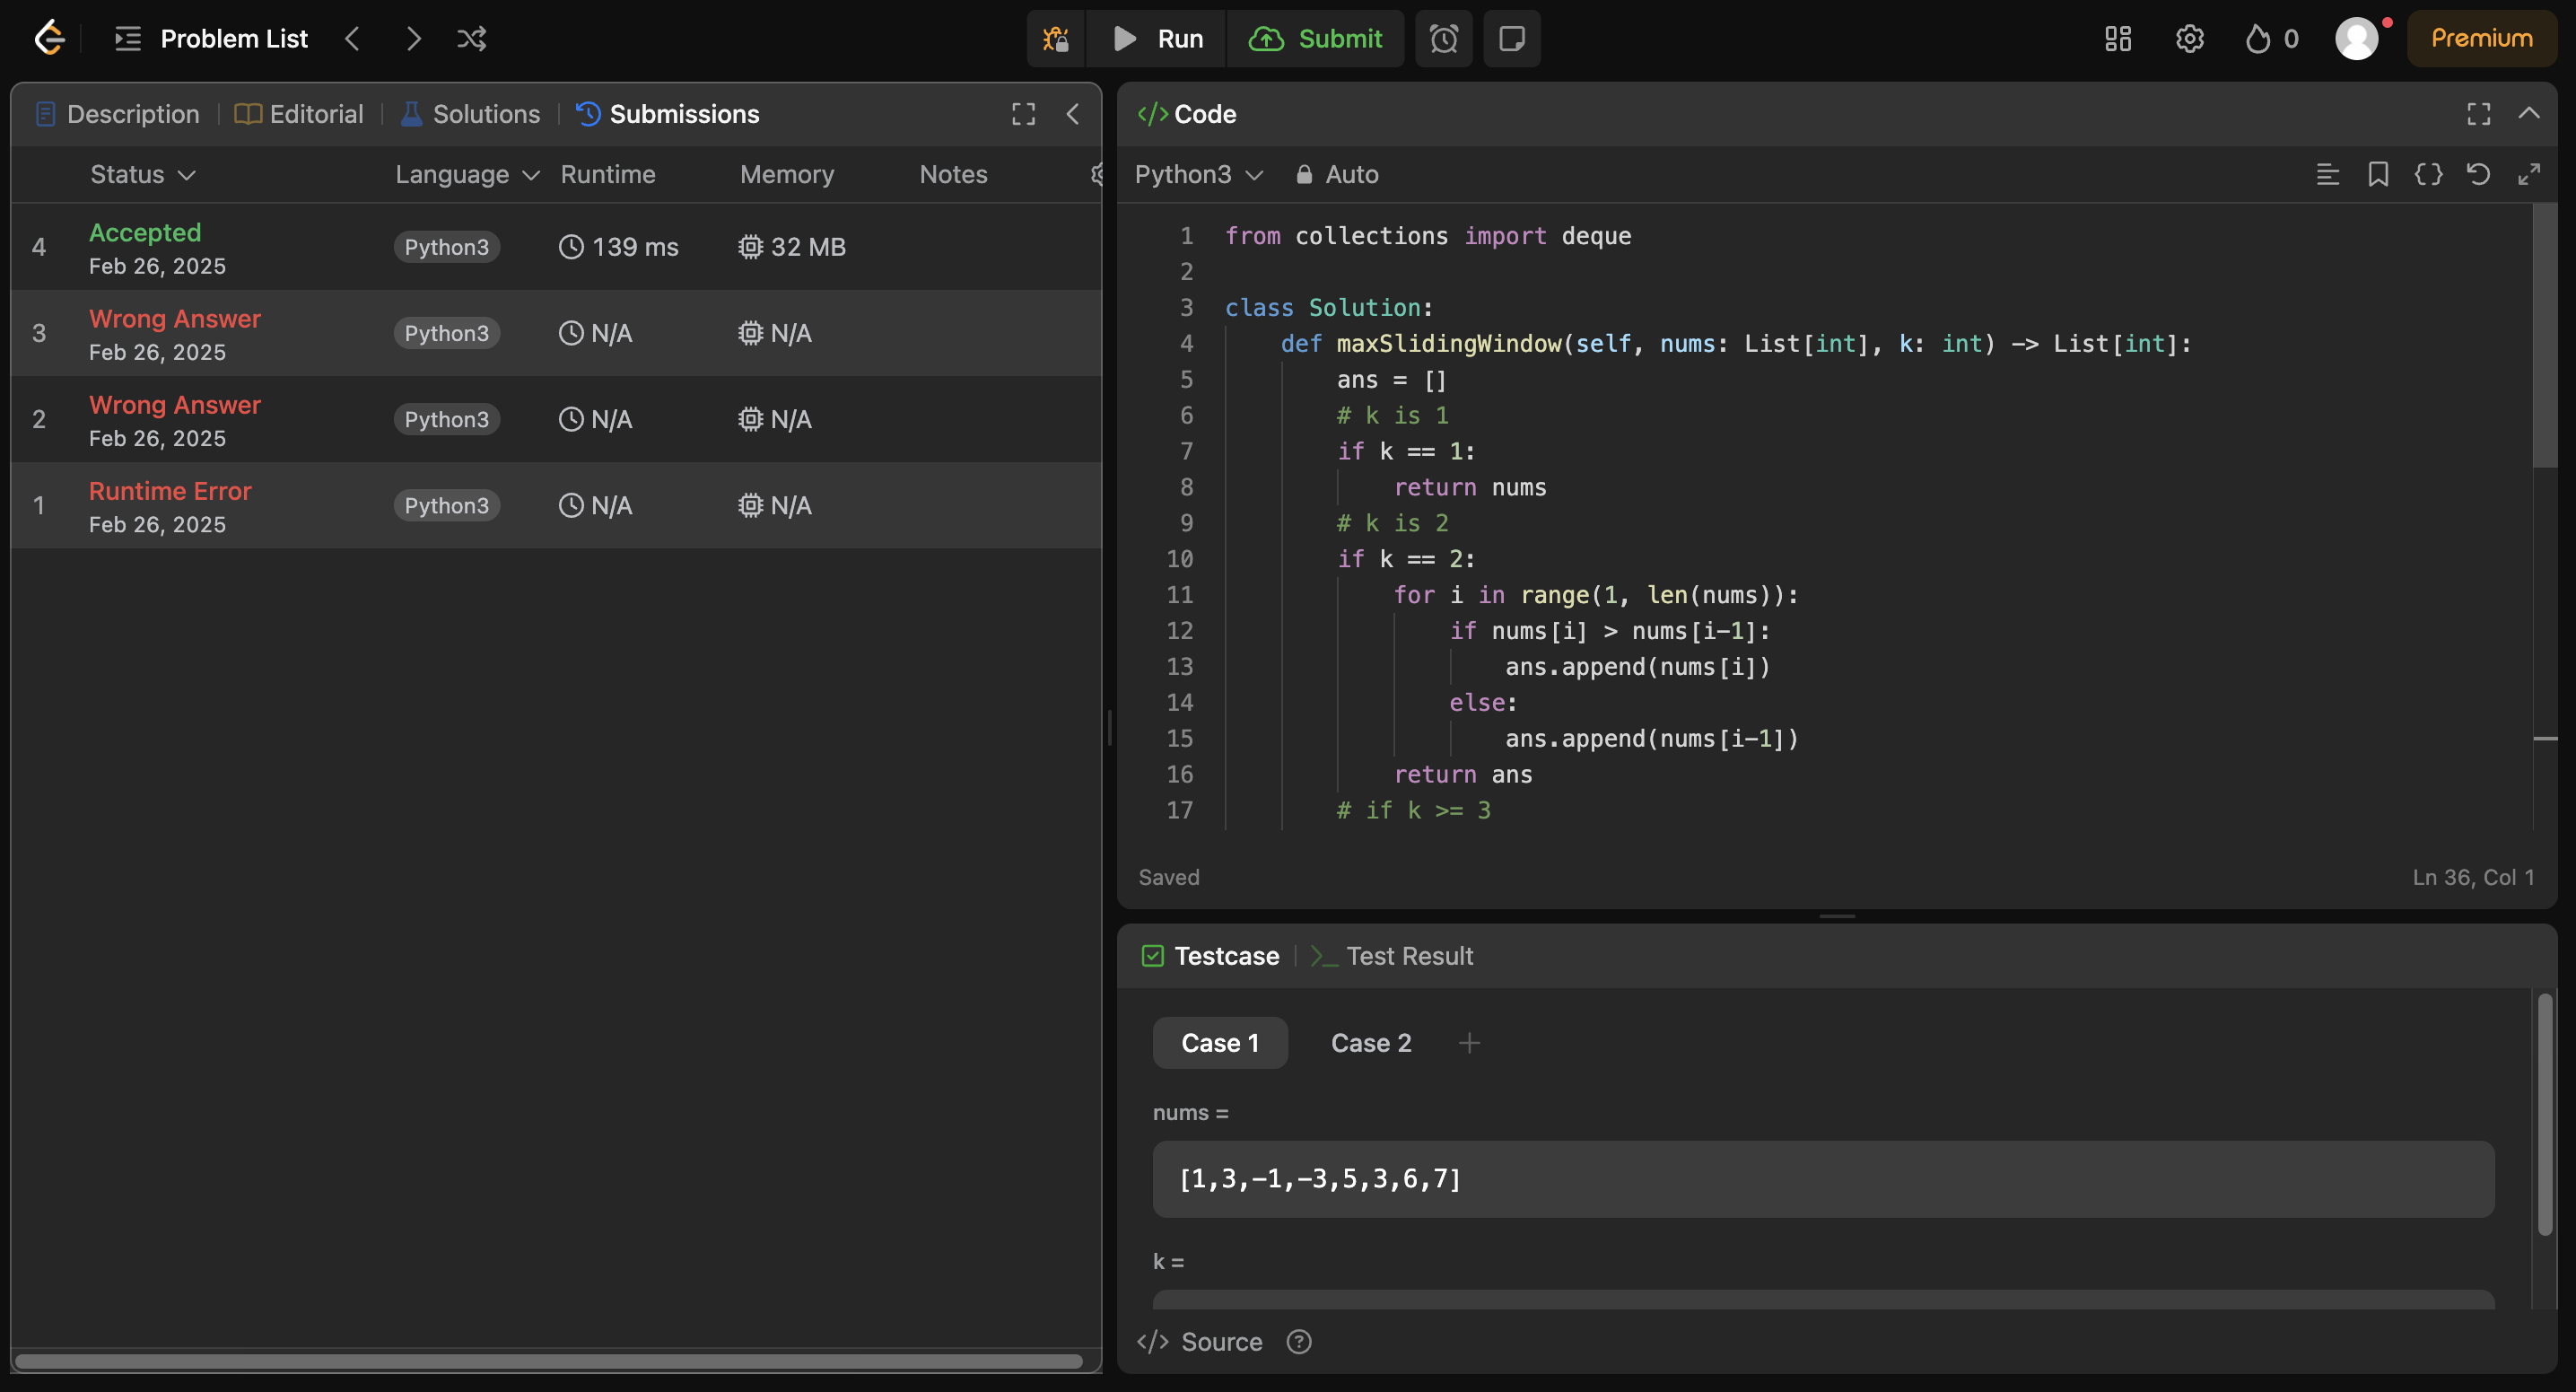 Problem List
Run
Submit
0
Premium
Description
Editorial
Solutions
Submissions
Status Language Runtime Memory Notes
4 Accepted Python3 139 ms 32 MB
Feb 26, 2025
3 Wrong Answer Python3 N/A N/A
Feb 26, 2025
2 Wrong Answer Python3 N/A N/A
Feb 26, 2025
1 Runtime Error Python3 N/A N/A
Feb 26, 2025
</> Code
Python3 Auto
1 from collections import deque
2
3 class Solution:
4     def maxSlidingWindow(self, nums: List[int], k: int) -> List[int]:
5         ans = []
6         # k is 1
7         if k == 1:
8             return nums
9         # k is 2
10         if k == 2:
11             for i in range(1, len(nums)):
12                 if nums[i] > nums[i-1]:
13                     ans.append(nums[i])
14                 else:
15                     ans.append(nums[i-1])
16             return ans
17         # if k >= 3
Saved
Ln 36, Col 1
Testcase
Test Result
Case 1
Case 2
nums =
[1,3,-1,-3,5,3,6,7]
k =
</> Source